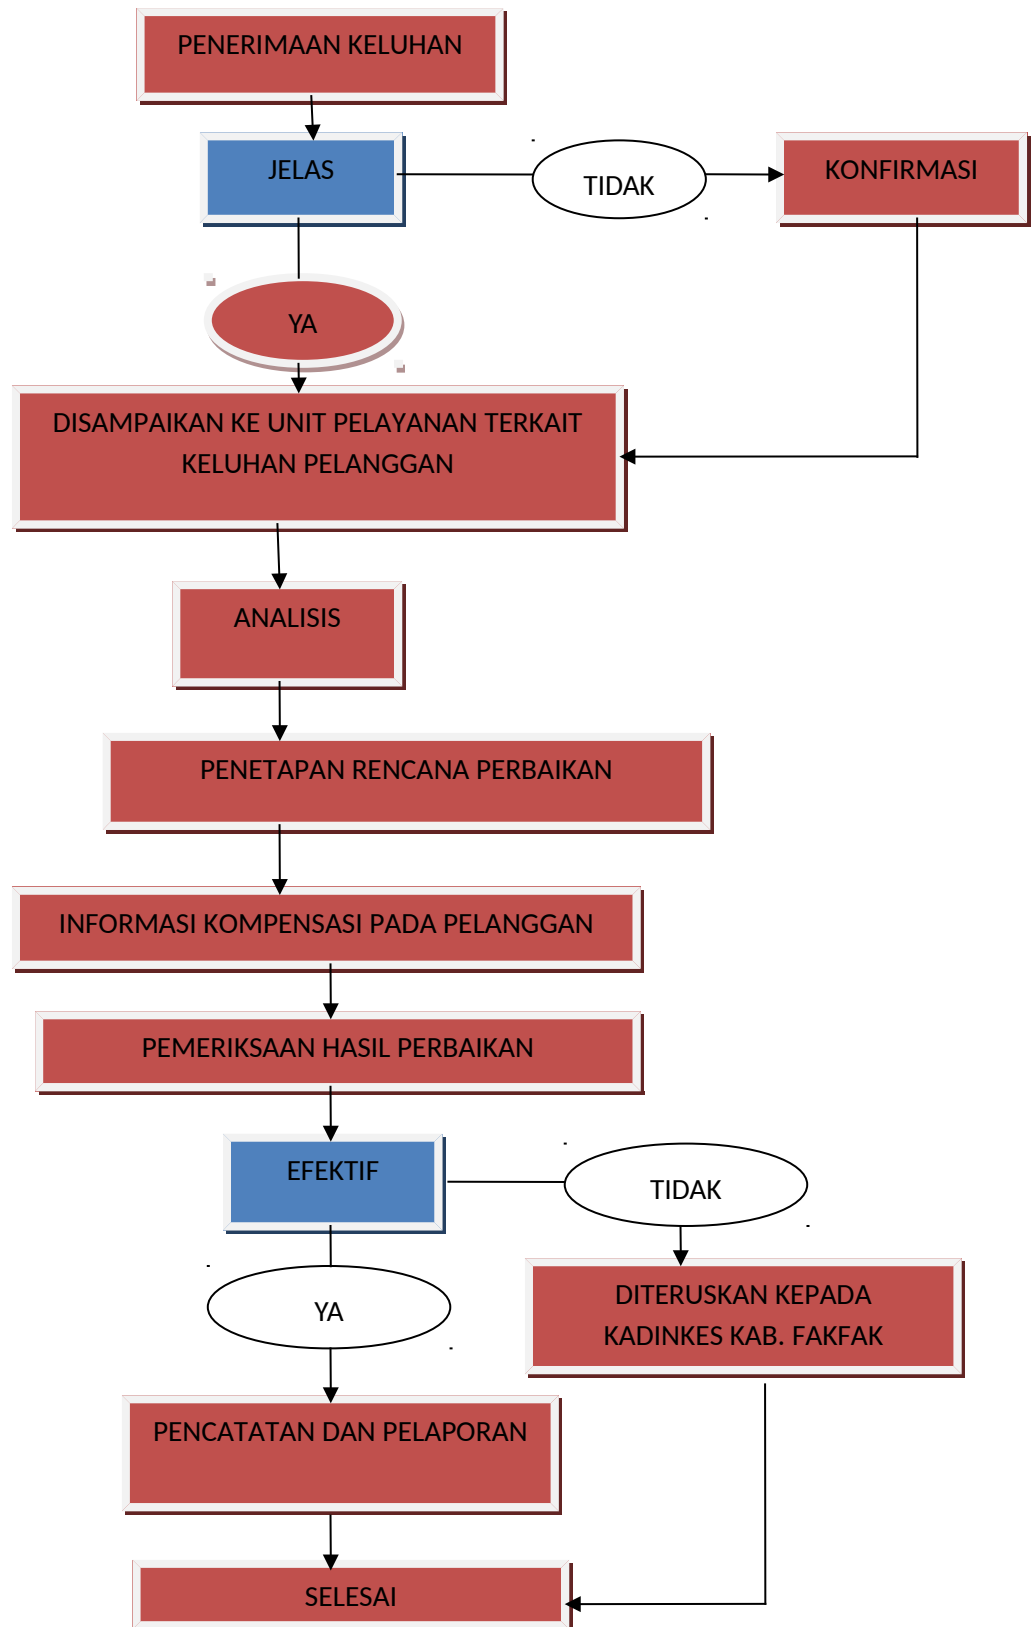 PENERIMAAN KELUHAN
JELAS
TIDAK
KONFIRMASI
YA
DISAMPAIKAN KE UNIT PELAYANAN TERKAIT
KELUHAN PELANGGAN
ANALISIS
PENETAPAN RENCANA PERBAIKAN
INFORMASI KOMPENSASI PADA PELANGGAN
PEMERIKSAAN HASIL PERBAIKAN
EFEKTIF
TIDAK
YA
DITERUSKAN KEPADA
KADINKES KAB. FAKFAK
PENCATATAN DAN PELAPORAN
SELESAI